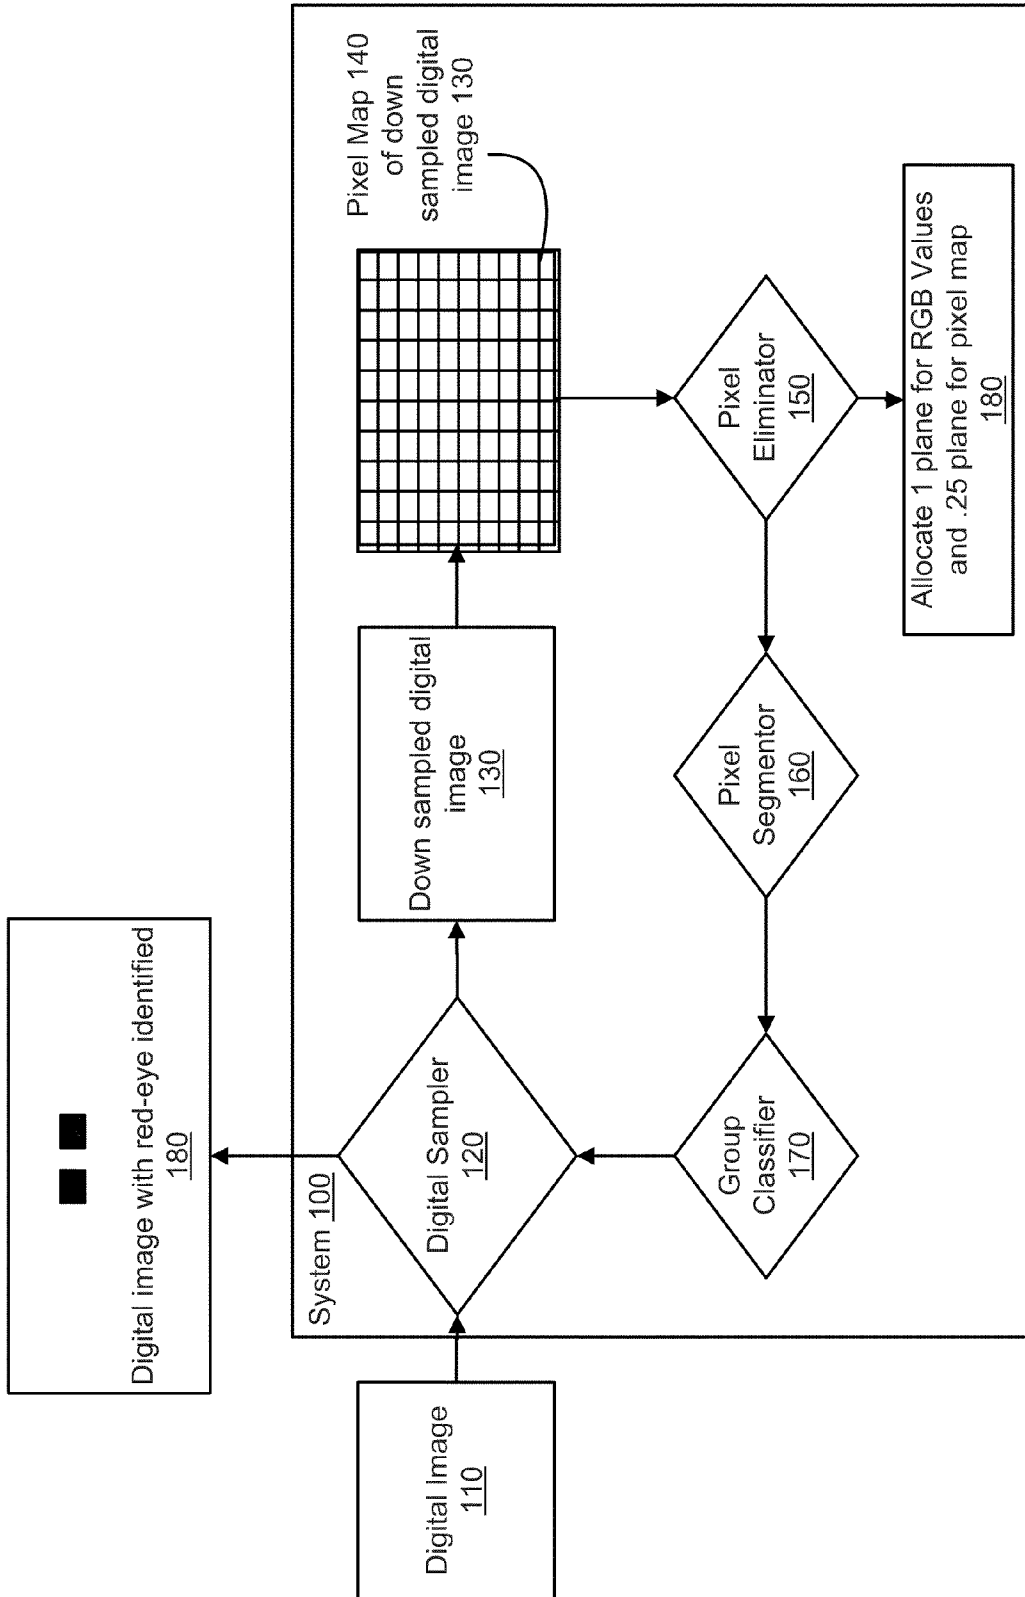 Digital image with red-eye identified
180
System 100
Digital Image
110
Digital Sampler
120
Down sampled digital
image
130
Pixel Map 140
of down
sampled digital
image 130
Group
Classifier
170
Pixel
Segmentor
160
Pixel
Eliminator
150
Allocate 1 plane for RGB Values
and .25 plane for pixel map
180